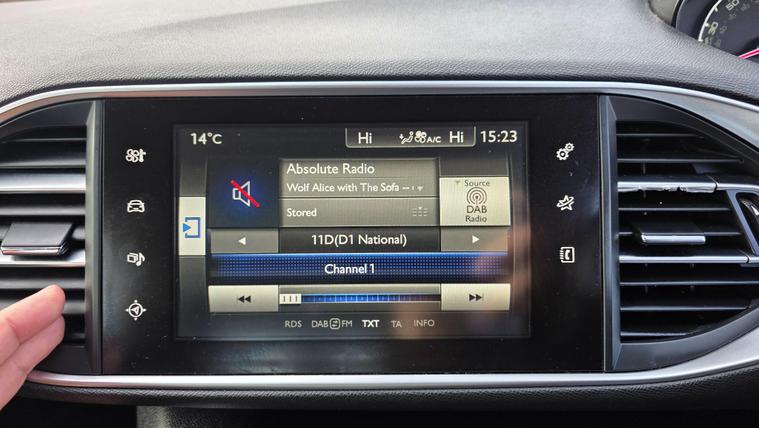 14°C Hi A/C Hi 15:23
Absolute Radio
Wolf Alice with The Sofa
Source
DAB
Radio
Stored
11D(D1 National)
Channel 1
RDS DAB FM TXT TA INFO
30